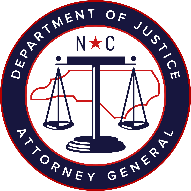 DEPARTMENT OF JUSTICE
N★C
ATTORNEY GENERAL